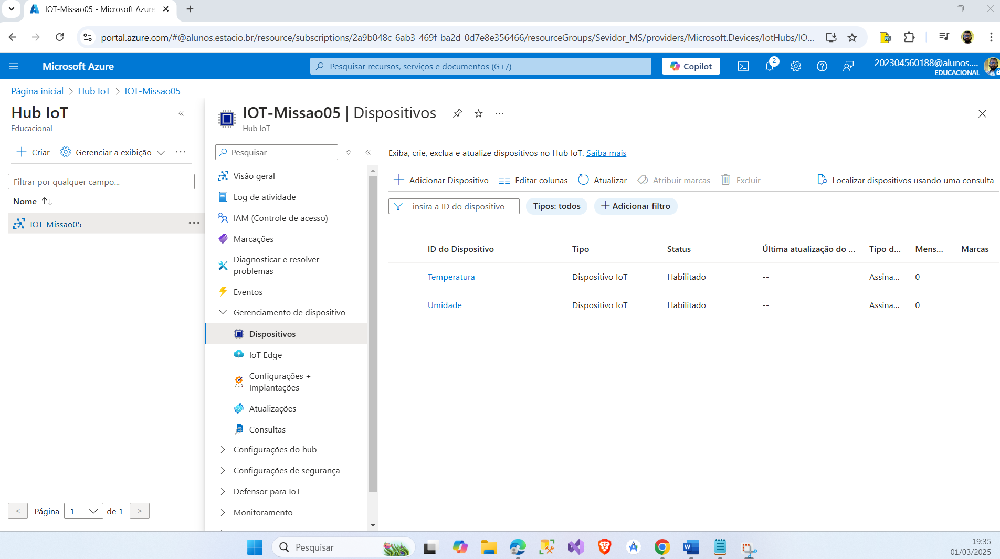 IOT-Missao05 - Microsoft Azure
portal.azure.com/#@alunos.estacio.br/resource/subscriptions/2a9b048c-6ab3-469f-ba2d-0d7e8e356466/resourceGroups/Sevidor_MS/providers/Microsoft.Devices/IotHubs/IO...
Microsoft Azure
Pesquisar recursos, serviços e documentos (G+/)
Copilot
2
202304560188@alunos....
EDUCACIONAL
Página inicial > Hub IoT > IOT-Missao05
Hub IoT
Educacional
Criar
Gerenciar a exibição
Filtrar por qualquer campo...
Nome
IOT-Missao05
< Página 1 de 1 >
IOT-Missao05 | Dispositivos
Hub IoT
Pesquisar
Visão geral
Log de atividade
IAM (Controle de acesso)
Marcações
Diagnosticar e resolver
problemas
Eventos
Gerenciamento de dispositivo
Dispositivos
IoT Edge
Configurações +
Implantações
Atualizações
Consultas
Configurações do hub
Configurações de segurança
Defensor para IoT
Monitoramento
Exiba, crie, exclua e atualize dispositivos no Hub IoT. Saiba mais
Adicionar Dispositivo
Editar colunas
Atualizar
Atribuir marcas
Excluir
Localizar dispositivos usando uma consulta
insira a ID do dispositivo
Tipos: todos
Adicionar filtro
ID do Dispositivo Tipo Status Última atualização do ... Tipo d... Mens... Marcas
Temperatura Dispositivo IoT Habilitado -- Assina... 0
Umidade Dispositivo IoT Habilitado -- Assina... 0
Pesquisar
19:35
01/03/2025